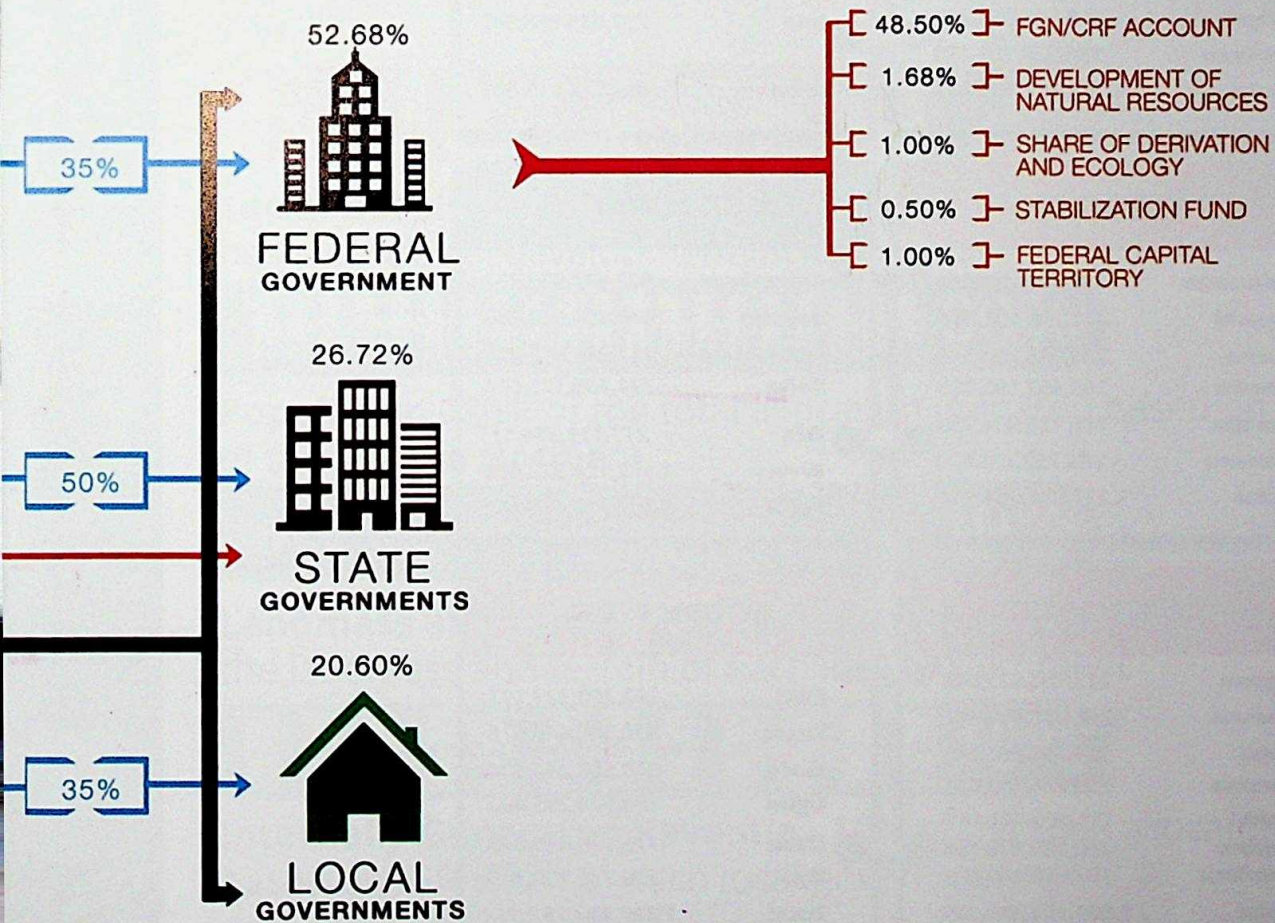 52.68%
35%
FEDERAL
GOVERNMENT
48.50% FGN/CRF ACCOUNT
1.68% DEVELOPMENT OF
NATURAL RESOURCES
1.00% SHARE OF DERIVATION
AND ECOLOGY
0.50% STABILIZATION FUND
1.00% FEDERAL CAPITAL
TERRITORY
26.72%
50%
STATE
GOVERNMENTS
20.60%
35%
LOCAL
GOVERNMENTS